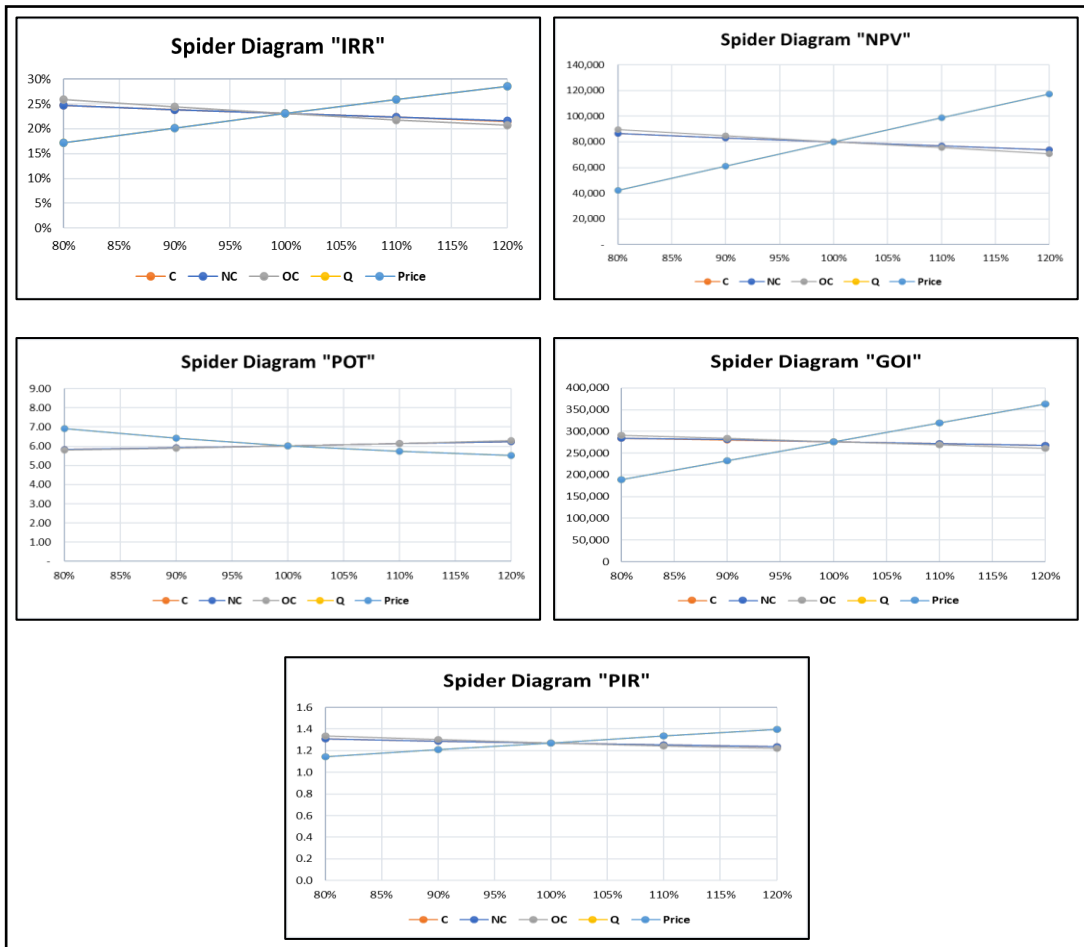 Spider Diagram "IRR"
30%
25%
20%
15%
10%
5%
0%
80% 85% 90% 95% 100% 105% 110% 115% 120%
C NC OC Q Price
Spider Diagram "NPV"
140,000
120,000
100,000
80,000
60,000
40,000
20,000
-
80% 85% 90% 95% 100% 105% 110% 115% 120%
C NC OC Q Price
Spider Diagram "POT"
9.00
8.00
7.00
6.00
5.00
4.00
3.00
2.00
1.00
-
80% 85% 90% 95% 100% 105% 110% 115% 120%
C NC OC Q Price
Spider Diagram "GOI"
400,000
350,000
300,000
250,000
200,000
150,000
100,000
50,000
0
80% 85% 90% 95% 100% 105% 110% 115% 120%
C NC OC Q Price
Spider Diagram "PIR"
1.6
1.4
1.2
1.0
0.8
0.6
0.4
0.2
0.0
80% 85% 90% 95% 100% 105% 110% 115% 120%
C NC OC Q Price